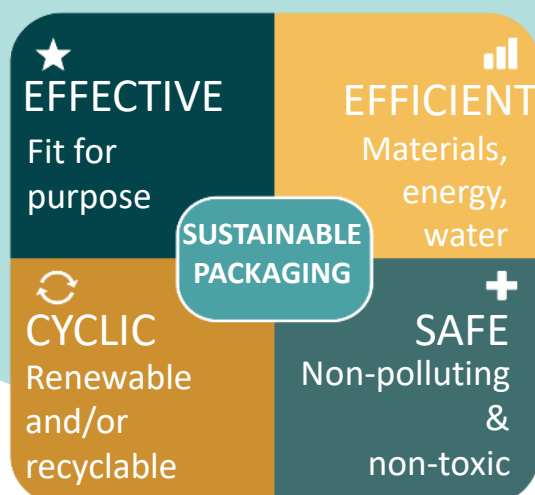 EFFECTIVE
Fit for
purpose
EFFICIENT
Materials,
energy,
water
SUSTAINABLE
PACKAGING
CYCLIC
Renewable
and/or
recyclable
SAFE
Non-polluting
&
non-toxic